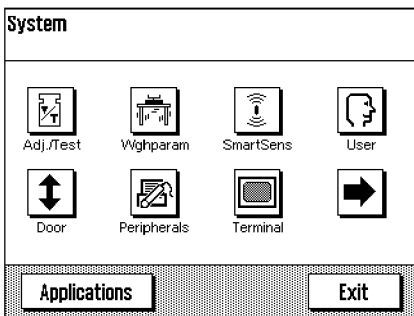 System
Adj./Test Wghparam SmartSens User
Door Peripherals Terminal
Applications Exit